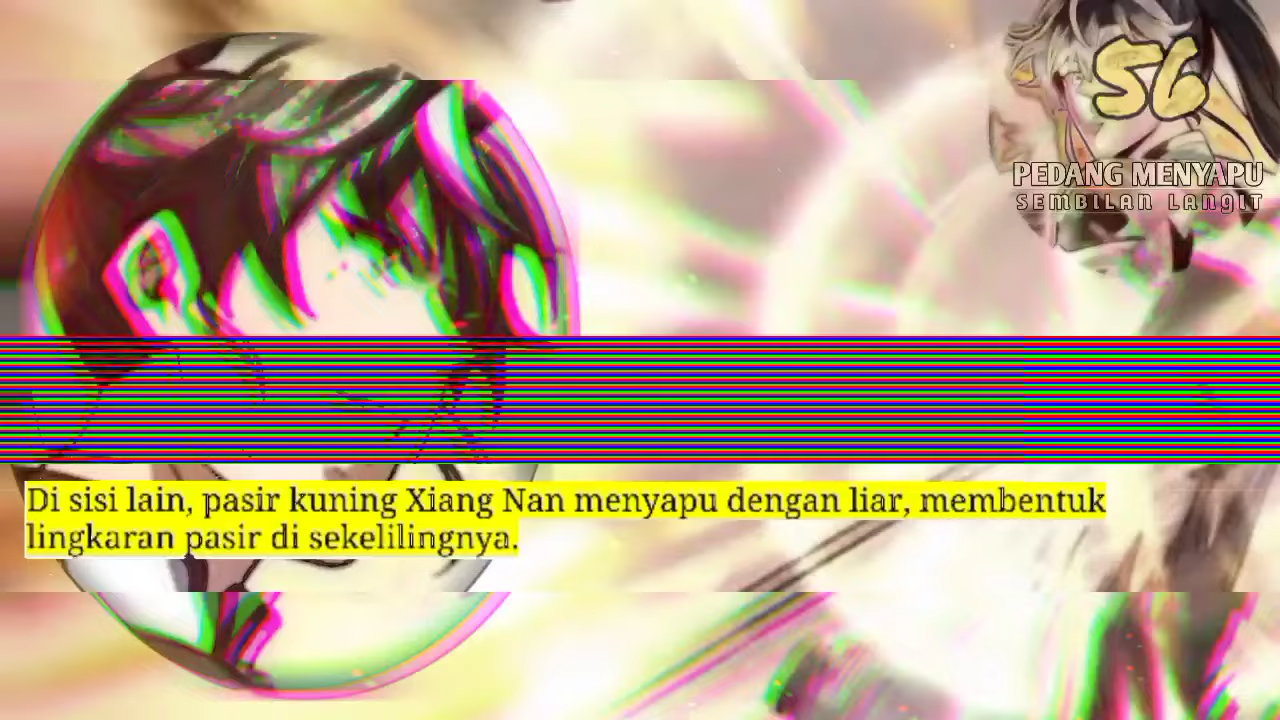 56
PEDANG MENYAPU
SEMBILAN LANGIT
Di sisi lain, pasir kuning Xiang Nan menyapu dengan liar, membentuk
lingkaran pasir di sekelilingnya.